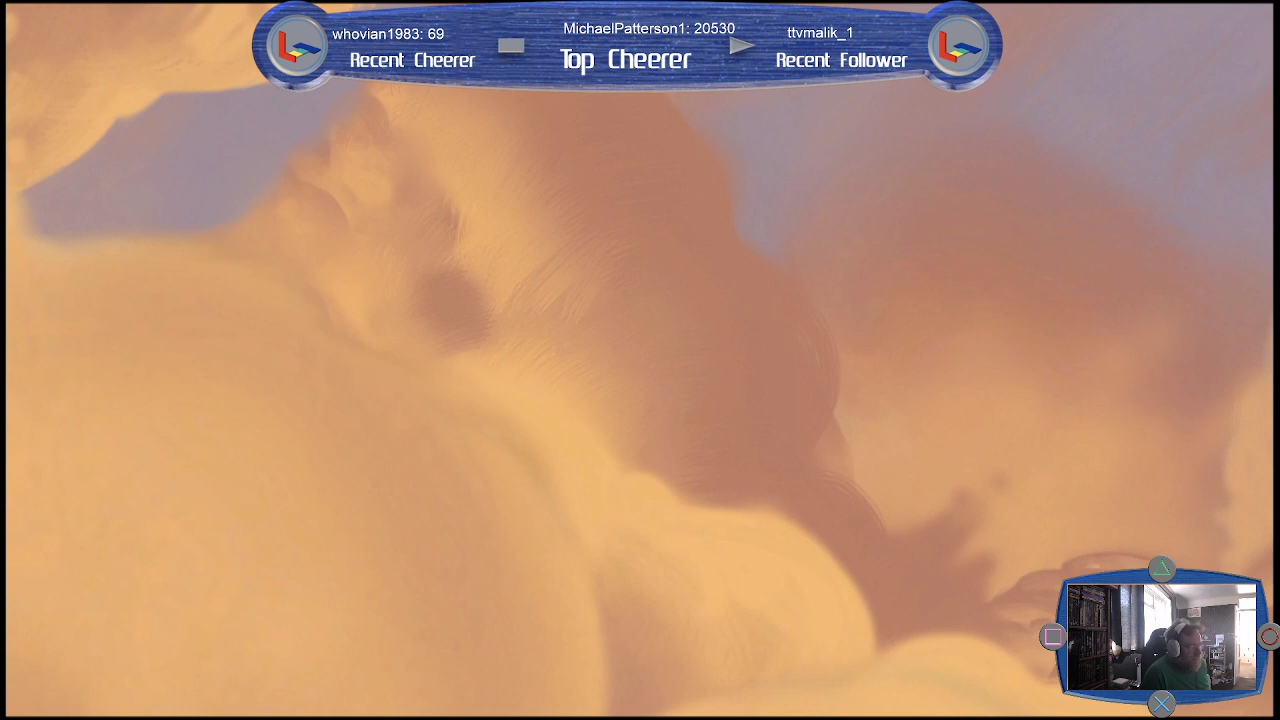 whovian1983: 69
Recent Cheerer
MichaelPatterson1: 20530
Top Cheerer
ttvmalik_1
Recent Follower